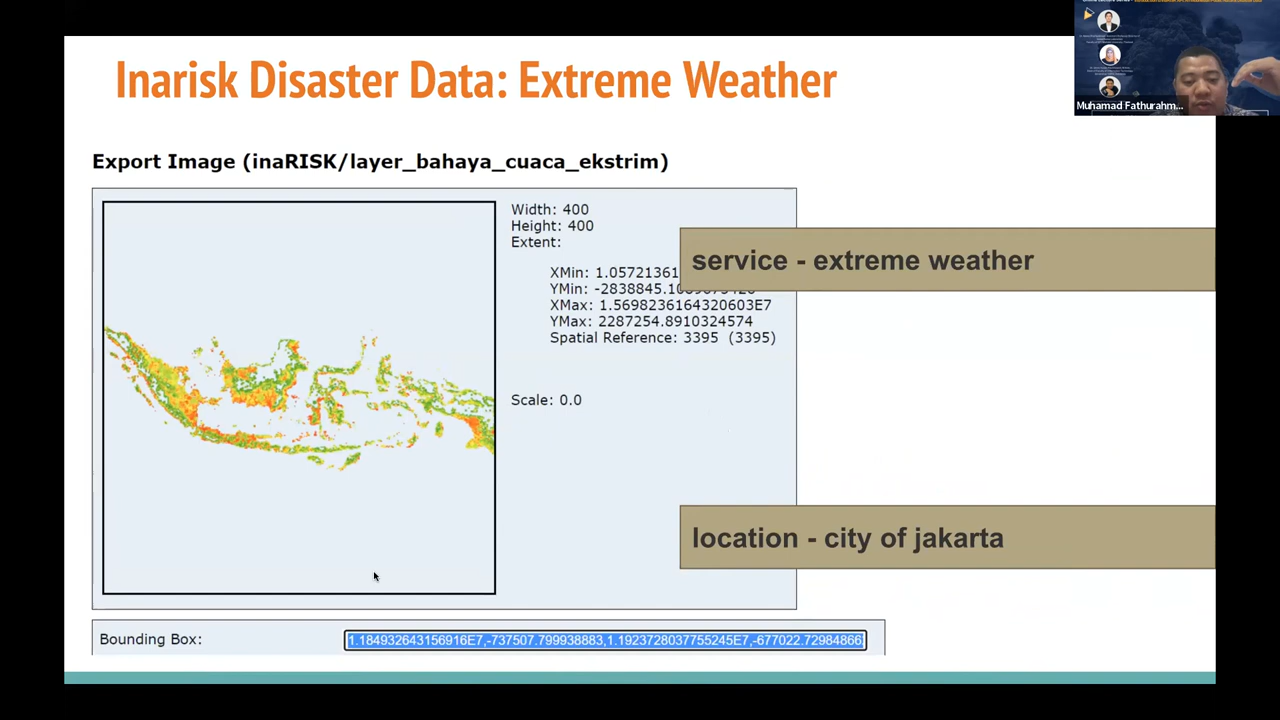 Inarisk Disaster Data: Extreme Weather
Muhamad Fathurahm...
Export Image (inaRISK/layer_bahaya_cuaca_ekstrim)
Width: 400
Height: 400
Extent:
XMin: 1.05721361
YMin: -2838845.1
XMax: 1.5698236164320603E7
YMax: 2287254.8910324574
Spatial Reference: 3395 (3395)
Scale: 0.0
service - extreme weather
location - city of jakarta
Bounding Box: 1.184932643156916E7,-737507.799938883,1.1923728037755245E7,-677022.72984866